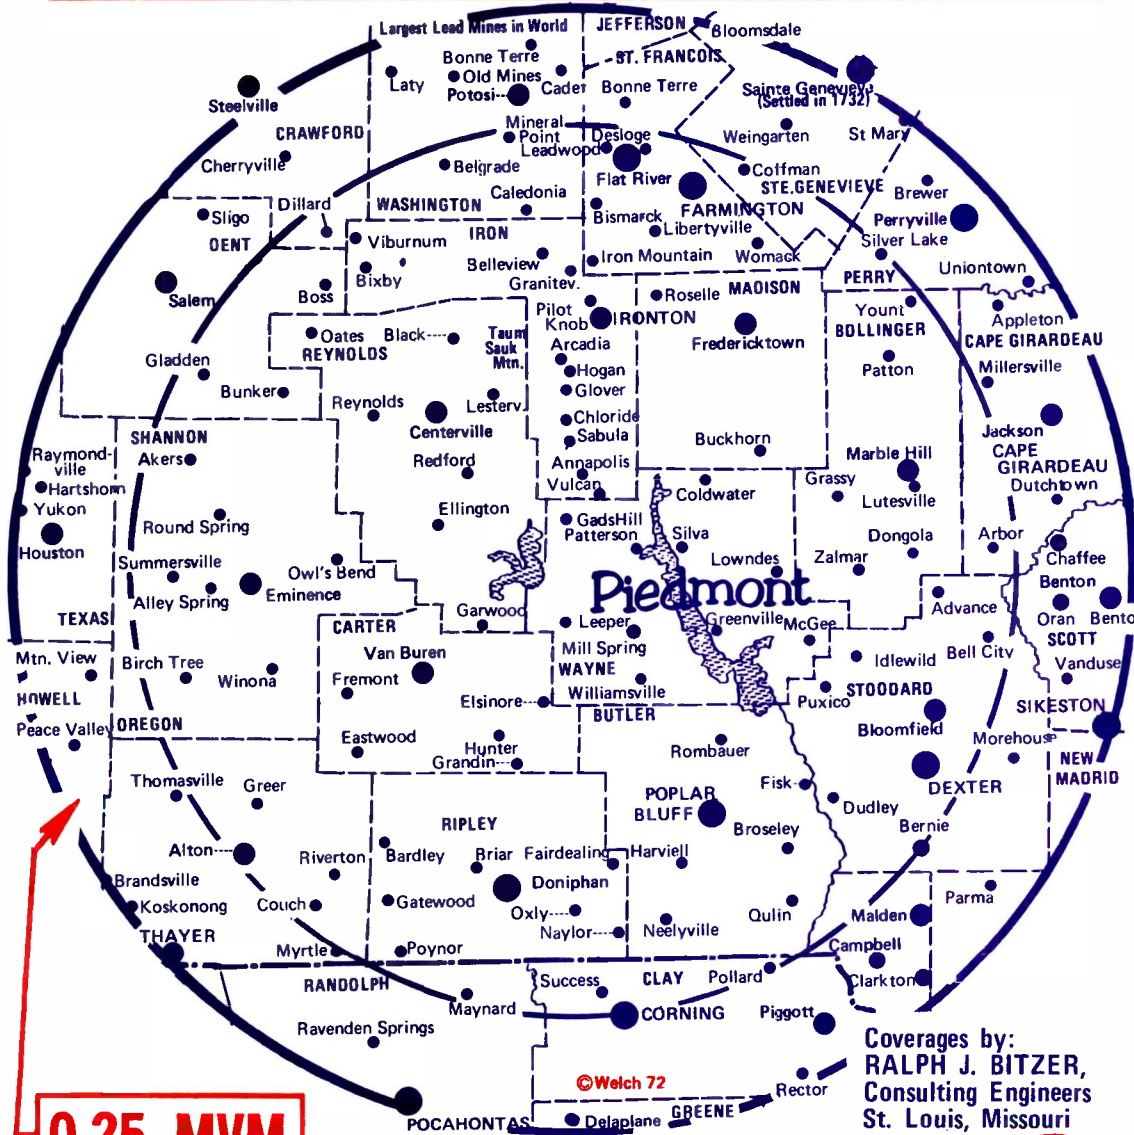 Largest Lead Mines in World
JEFFERSON
Bloomsdale
Bonne Terre
ST. FRANCOIS
Laty
Old Mines
Cadet
Bonne Terre
Sainte Genevieve
(Settled in 1732)
Potosi
Steelville
CRAWFORD
Mineral
Point
Desloge
Weingarten
St Mary
Leadwood
Cherryville
Belgrade
Flat River
Coffman
STE. GENEVIEVE
Brewer
Caledonia
Dillard
WASHINGTON
Bismarck
FARMINGTON
Perryville
Sligo
DENT
Viburnum
IRON
Libertyville
Silver Lake
Belleview
Iron Mountain
Womack
Uniontown
Bixby
Granitev.
PERRY
Salem
Boss
Roselle
MADISON
Yount
Appleton
Pilot
Knob
IRONTON
BOLLINGER
CAPE GIRARDEAU
Oates
Black
Taum
Sauk
Mtn.
Arcadia
Fredericktown
REYNOLDS
Gladden
Hogan
Patton
Millersville
Bunker
Glover
Reynolds
Lesterv.
Chloride
Centerville
Sabula
Jackson
SHANNON
Buckhorn
CAPE
GIRARDEAU
Raymond-
ville
Akers
Redford
Annapolis
Marble Hill
Hartshorn
Vulcan
Coldwater
Grassy
Lutesville
Dutchtown
Yukon
Ellington
Round Spring
GadsHill
Patterson
Silva
Dongola
Arbor
Houston
Summersville
Owl's Bend
Lowndes
Zalmar
Chaffee
Alley Spring
Eminence
Piedmont
Benton
TEXAS
Garwood
Leeper
Greenville
McGee
Advance
Oran
Bento
CARTER
SCOTT
Mtn. View
Birch Tree
Van Buren
Mill Spring
Idlewild
Bell City
Vanduse
Winona
WAYNE
Fremont
Williamsville
STODDARD
HOWELL
Elsinore
Puxico
SIKESTON
Peace Valley
OREGON
BUTLER
Bloomfield
Eastwood
Hunter
Rombauer
Morehouse
Grandin
NEW
MADRID
Thomasville
Greer
Fisk
DEXTER
POPLAR
BLUFF
Dudley
RIPLEY
Broseley
Bernie
Alton
Riverton
Bardley
Briar
Fairdealing
Harviell
Brandsville
Doniphan
Parma
Koskonong
Couch
Gatewood
Oxly
Qulin
Malden
THAYER
Naylor
Neelyville
Myrtle
Poynor
Campbell
RANDOLPH
Success
CLAY
Pollard
Clarkton
Maynard
CORNING
Piggott
Ravenden Springs
Coverages by:
RALPH J. BITZER,
Consulting Engineers
St. Louis, Missouri
©Welch 72
Rector
0.25 MVM
POCAHONTAS
Delaplane
GREENE